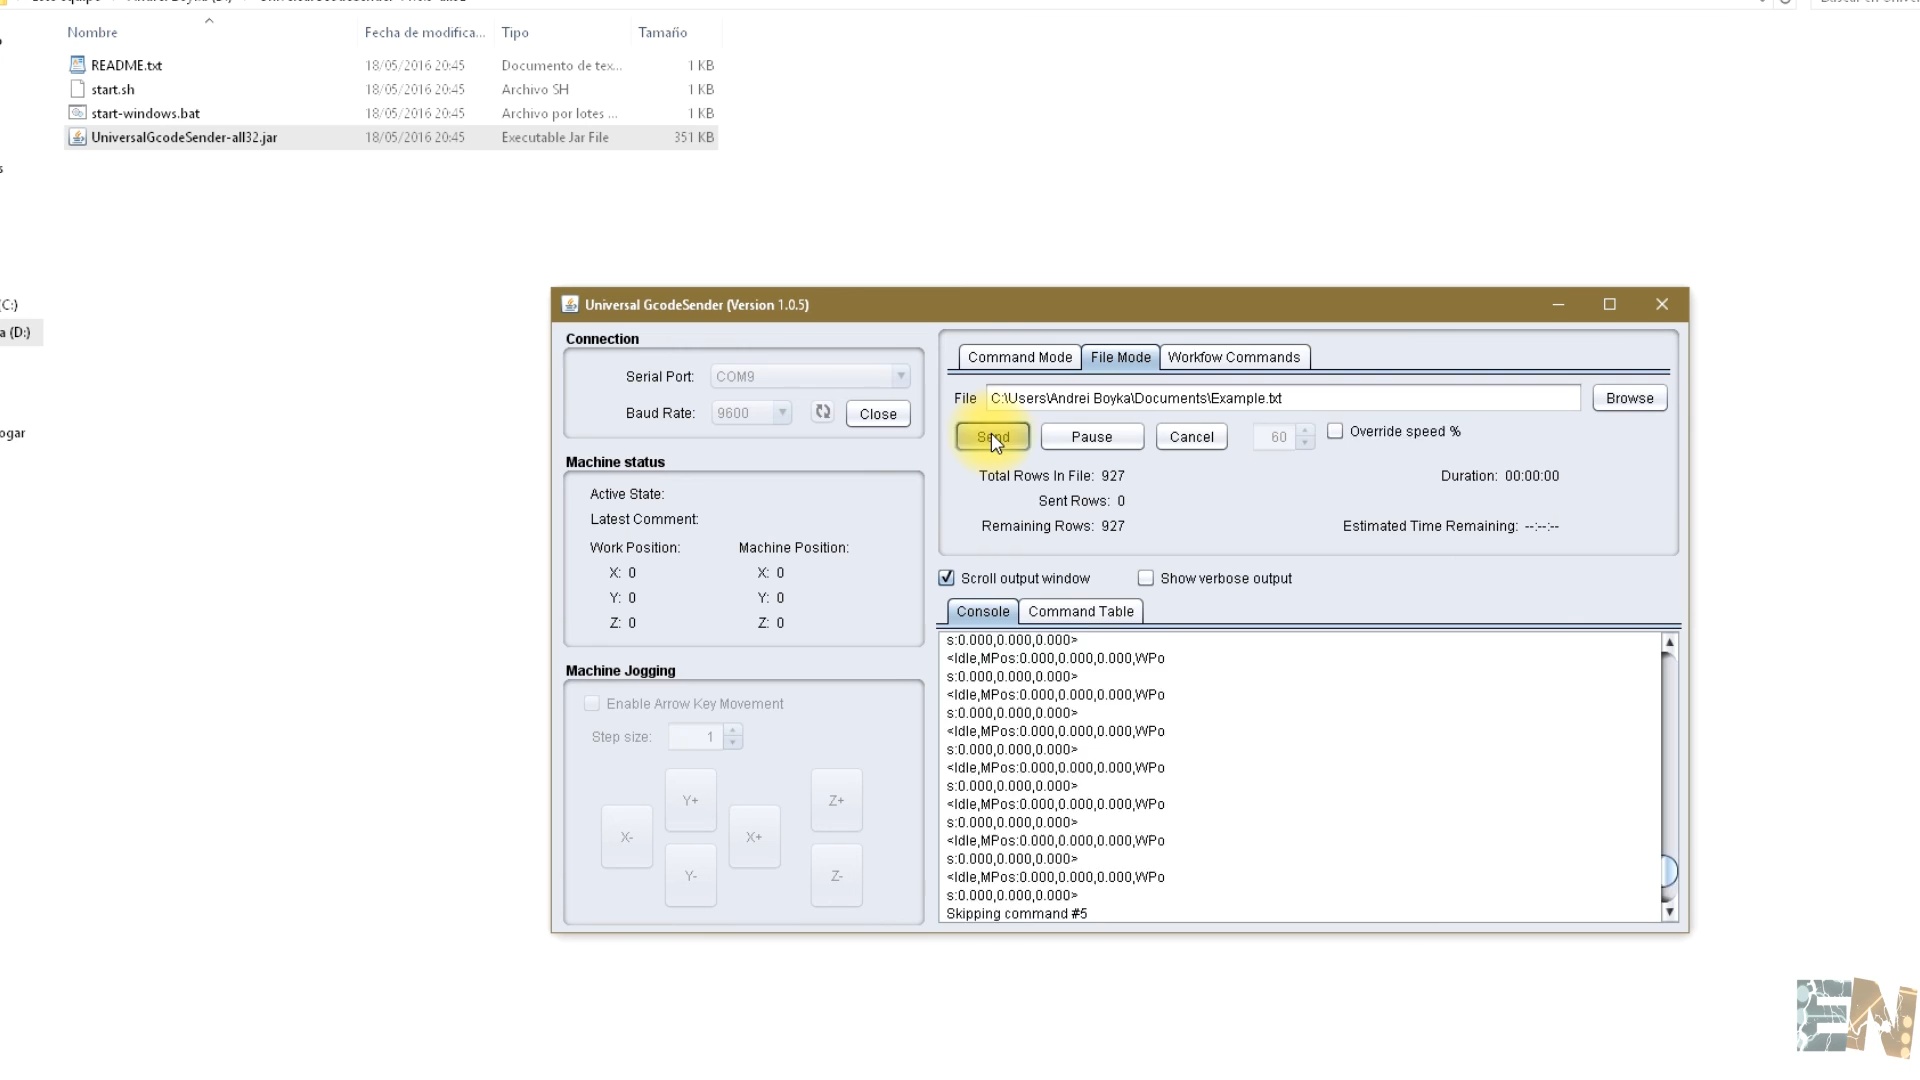 Nombre
Fecha de modifica...
Tipo
Tamaño
README.txt 18/05/2016 20:45 Documento de tex... 1 KB
start.sh 18/05/2016 20:45 Archivo SH 1 KB
start-windows.bat 18/05/2016 20:45 Archivo por lotes ... 1 KB
UniversalGcodeSender-all32.jar 18/05/2016 20:45 Executable Jar File 351 KB
(C:)
a (D:)
ogar
Universal GcodeSender (Version 1.0.5)
Connection
Serial Port: COM9
Baud Rate: 9600 Close
Machine status
Active State:
Latest Comment:
Work Position: Machine Position:
X: 0 X: 0
Y: 0 Y: 0
Z: 0 Z: 0
Machine Jogging
Enable Arrow Key Movement
Step size: 1
Y+ Z+
X- X+
Y- Z-
Command Mode File Mode Workfow Commands
File C:\Users\Andrei Boyka\Documents\Example.txt Browse
Send Pause Cancel 60 Override speed %
Total Rows In File: 927 Duration: 00:00:00
Sent Rows: 0
Remaining Rows: 927 Estimated Time Remaining: --:--:--
Scroll output window Show verbose output
Console Command Table
s:0.000,0.000,0.000>
<Idle,MPos:0.000,0.000,0.000,WPo
s:0.000,0.000,0.000>
<Idle,MPos:0.000,0.000,0.000,WPo
s:0.000,0.000,0.000>
<Idle,MPos:0.000,0.000,0.000,WPo
s:0.000,0.000,0.000>
<Idle,MPos:0.000,0.000,0.000,WPo
s:0.000,0.000,0.000>
<Idle,MPos:0.000,0.000,0.000,WPo
s:0.000,0.000,0.000>
<Idle,MPos:0.000,0.000,0.000,WPo
s:0.000,0.000,0.000>
<Idle,MPos:0.000,0.000,0.000,WPo
s:0.000,0.000,0.000>
Skipping command #5
EN